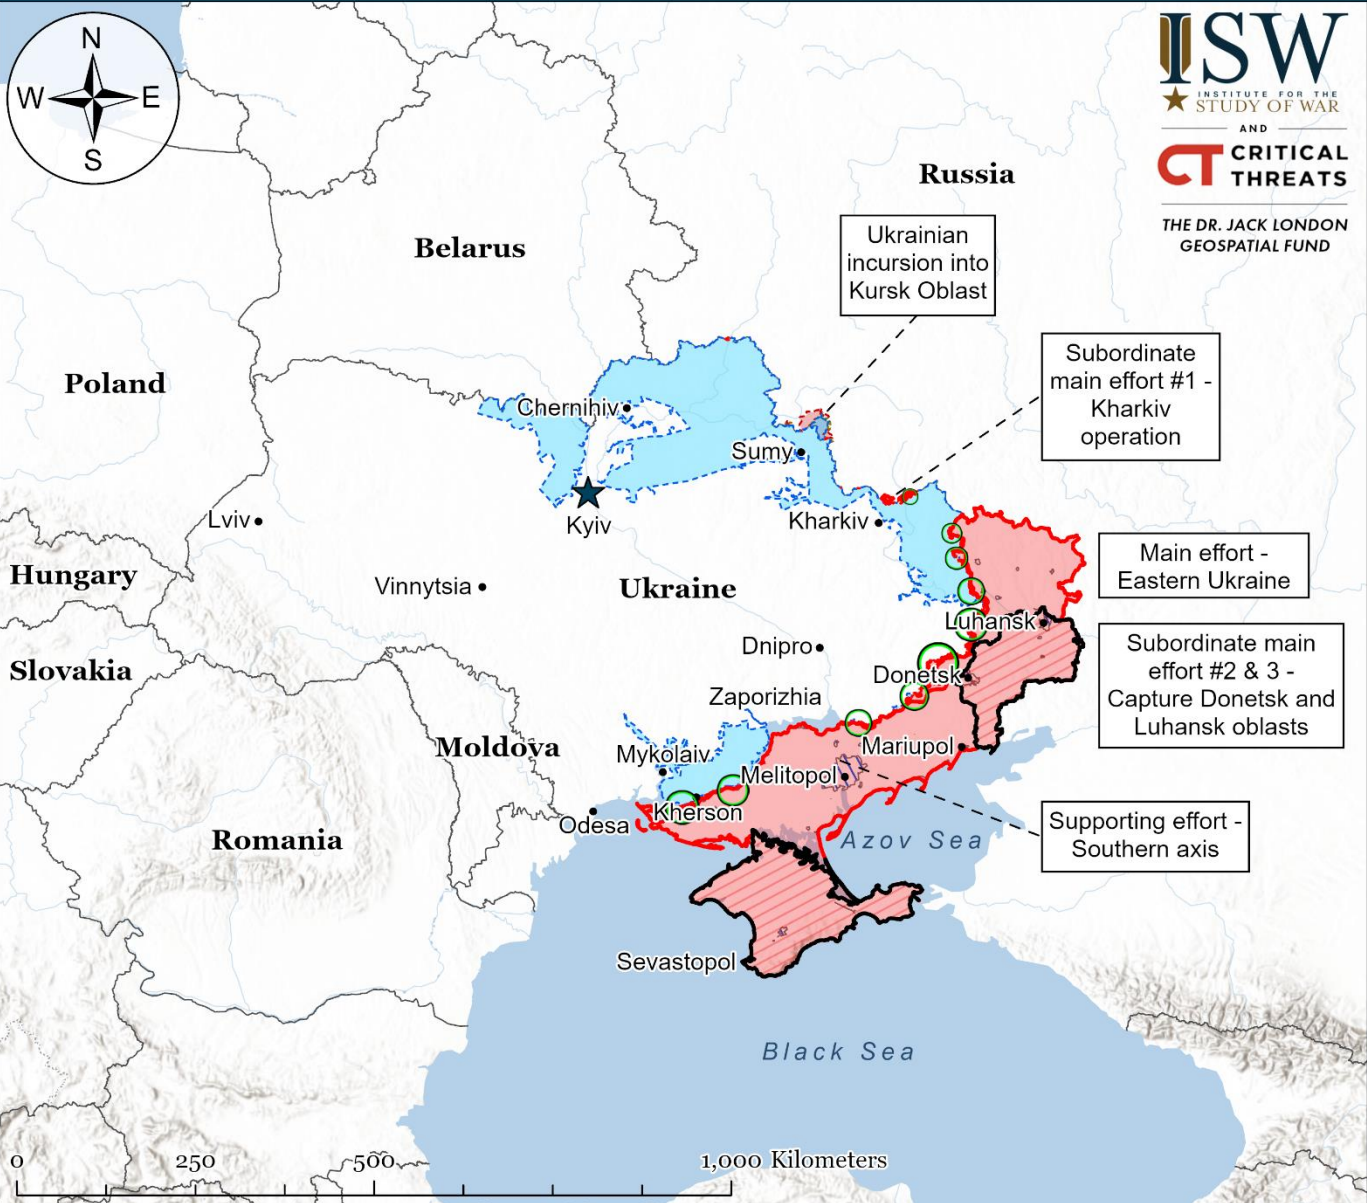 N
W E
S
ISW
INSTITUTE FOR THE
STUDY OF WAR
AND
CT CRITICAL
THREATS
THE DR. JACK LONDON
GEOSPATIAL FUND
Russia
Belarus
Ukrainian
incursion into
Kursk Oblast
Subordinate
main effort #1 -
Kharkiv
operation
Poland
Chernihiv
Sumy
Lviv
Kyiv
Kharkiv
Hungary
Vinnytsia
Ukraine
Main effort -
Eastern Ukraine
Luhansk
Dnipro
Slovakia
Donetsk
Subordinate main
effort #2 & 3 -
Capture Donetsk and
Luhansk oblasts
Zaporizhia
Moldova
Mykolaiv
Mariupol
Melitopol
Kherson
Odesa
Romania
Azov Sea
Supporting effort -
Southern axis
Sevastopol
Black Sea
0 250 500 1,000 Kilometers